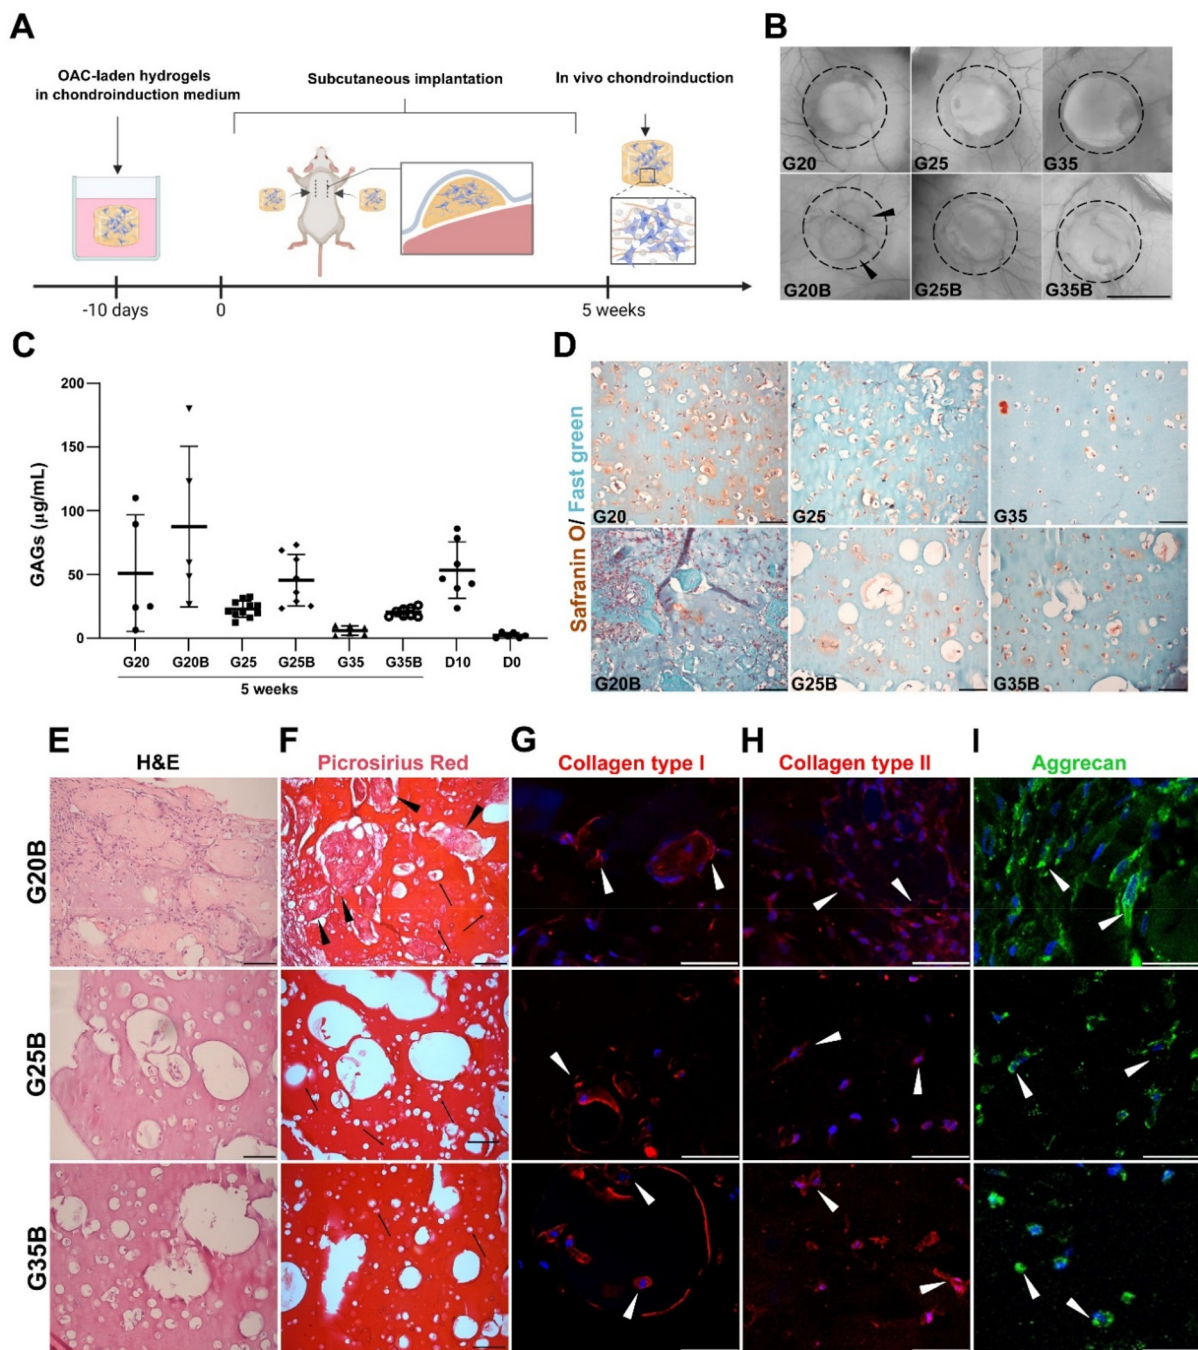 A
OAC-laden hydrogels
in chondroinduction medium
Subcutaneous implantation
In vivo chondroinduction
-10 days
0
5 weeks
B
G20
G25
G35
G20B
G25B
G35B
C
GAGs (µg/mL)
200
150
100
50
0
G20
G20B
G25
G25B
G35
G35B
D10
D0
5 weeks
D
Safranin O/ Fast green
G20
G25
G35
G20B
G25B
G35B
E
F
G
H
I
H&E
Picrosirius Red
Collagen type I
Collagen type II
Aggrecan
G20B
G25B
G35B